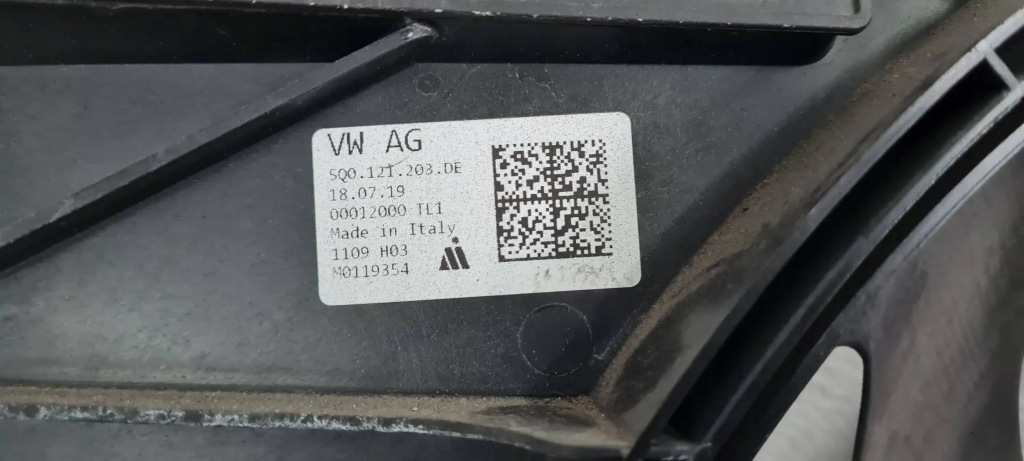 VW AG
5Q0.121.203.DE
18.07.19
00012000 TL1
Made in Italy
1109 H03
M0119354